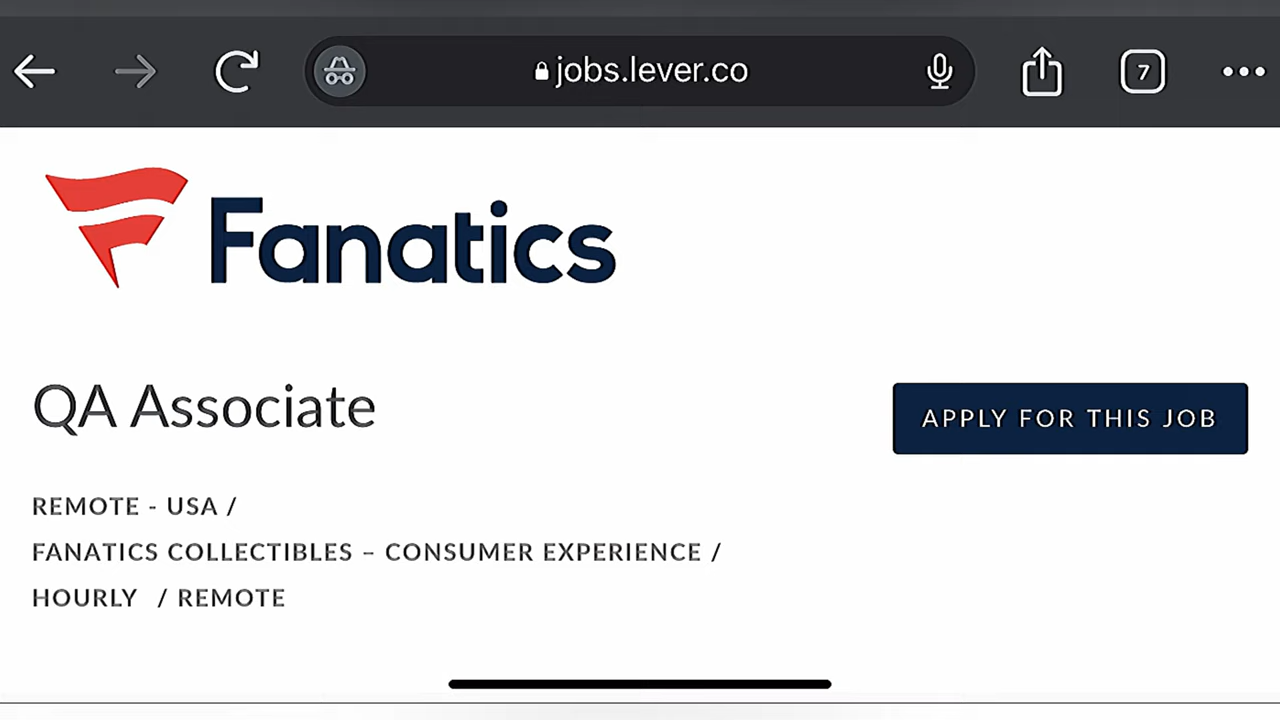 jobs.lever.co
7
Fanatics
QA Associate
APPLY FOR THIS JOB
REMOTE - USA /
FANATICS COLLECTIBLES – CONSUMER EXPERIENCE /
HOURLY / REMOTE